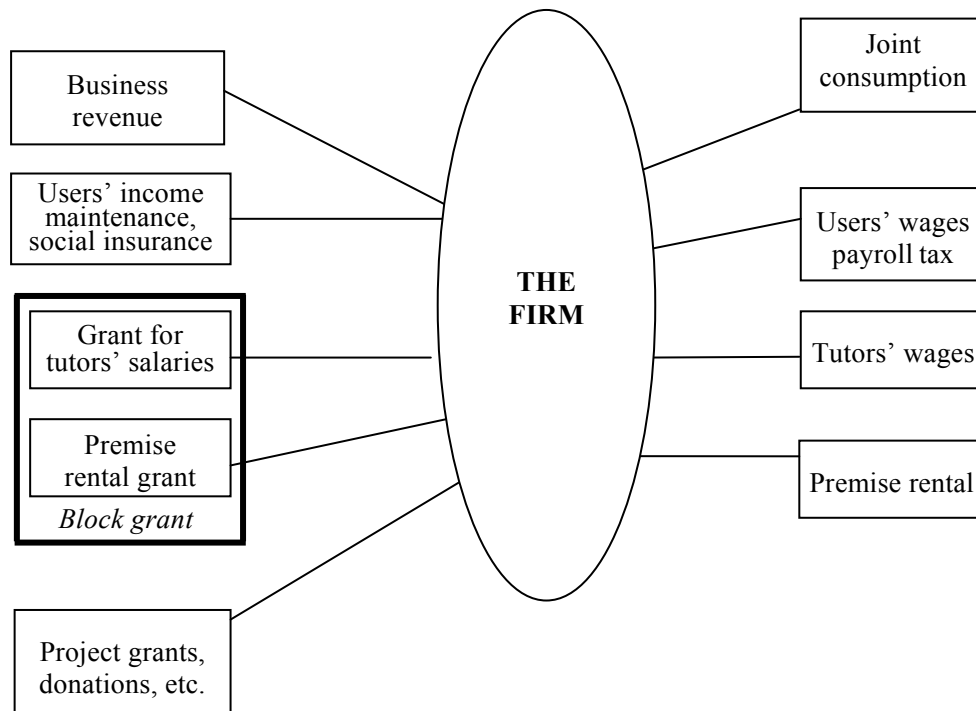 Business
revenue
Users’ income
maintenance,
social insurance
Grant for
tutors’ salaries
Premise
rental grant
Block grant
Project grants,
donations, etc.
THE
FIRM
Joint
consumption
Users’ wages
payroll tax
Tutors’ wages
Premise rental